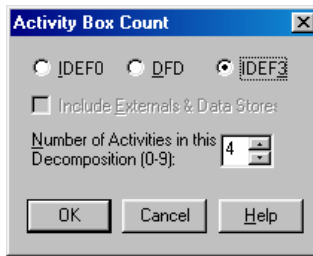 Activity Box Count
IDEF0 DFD IDEF3
Include Externals & Data Stores
Number of Activities in this
Decomposition (0-9):
4
OK Cancel Help